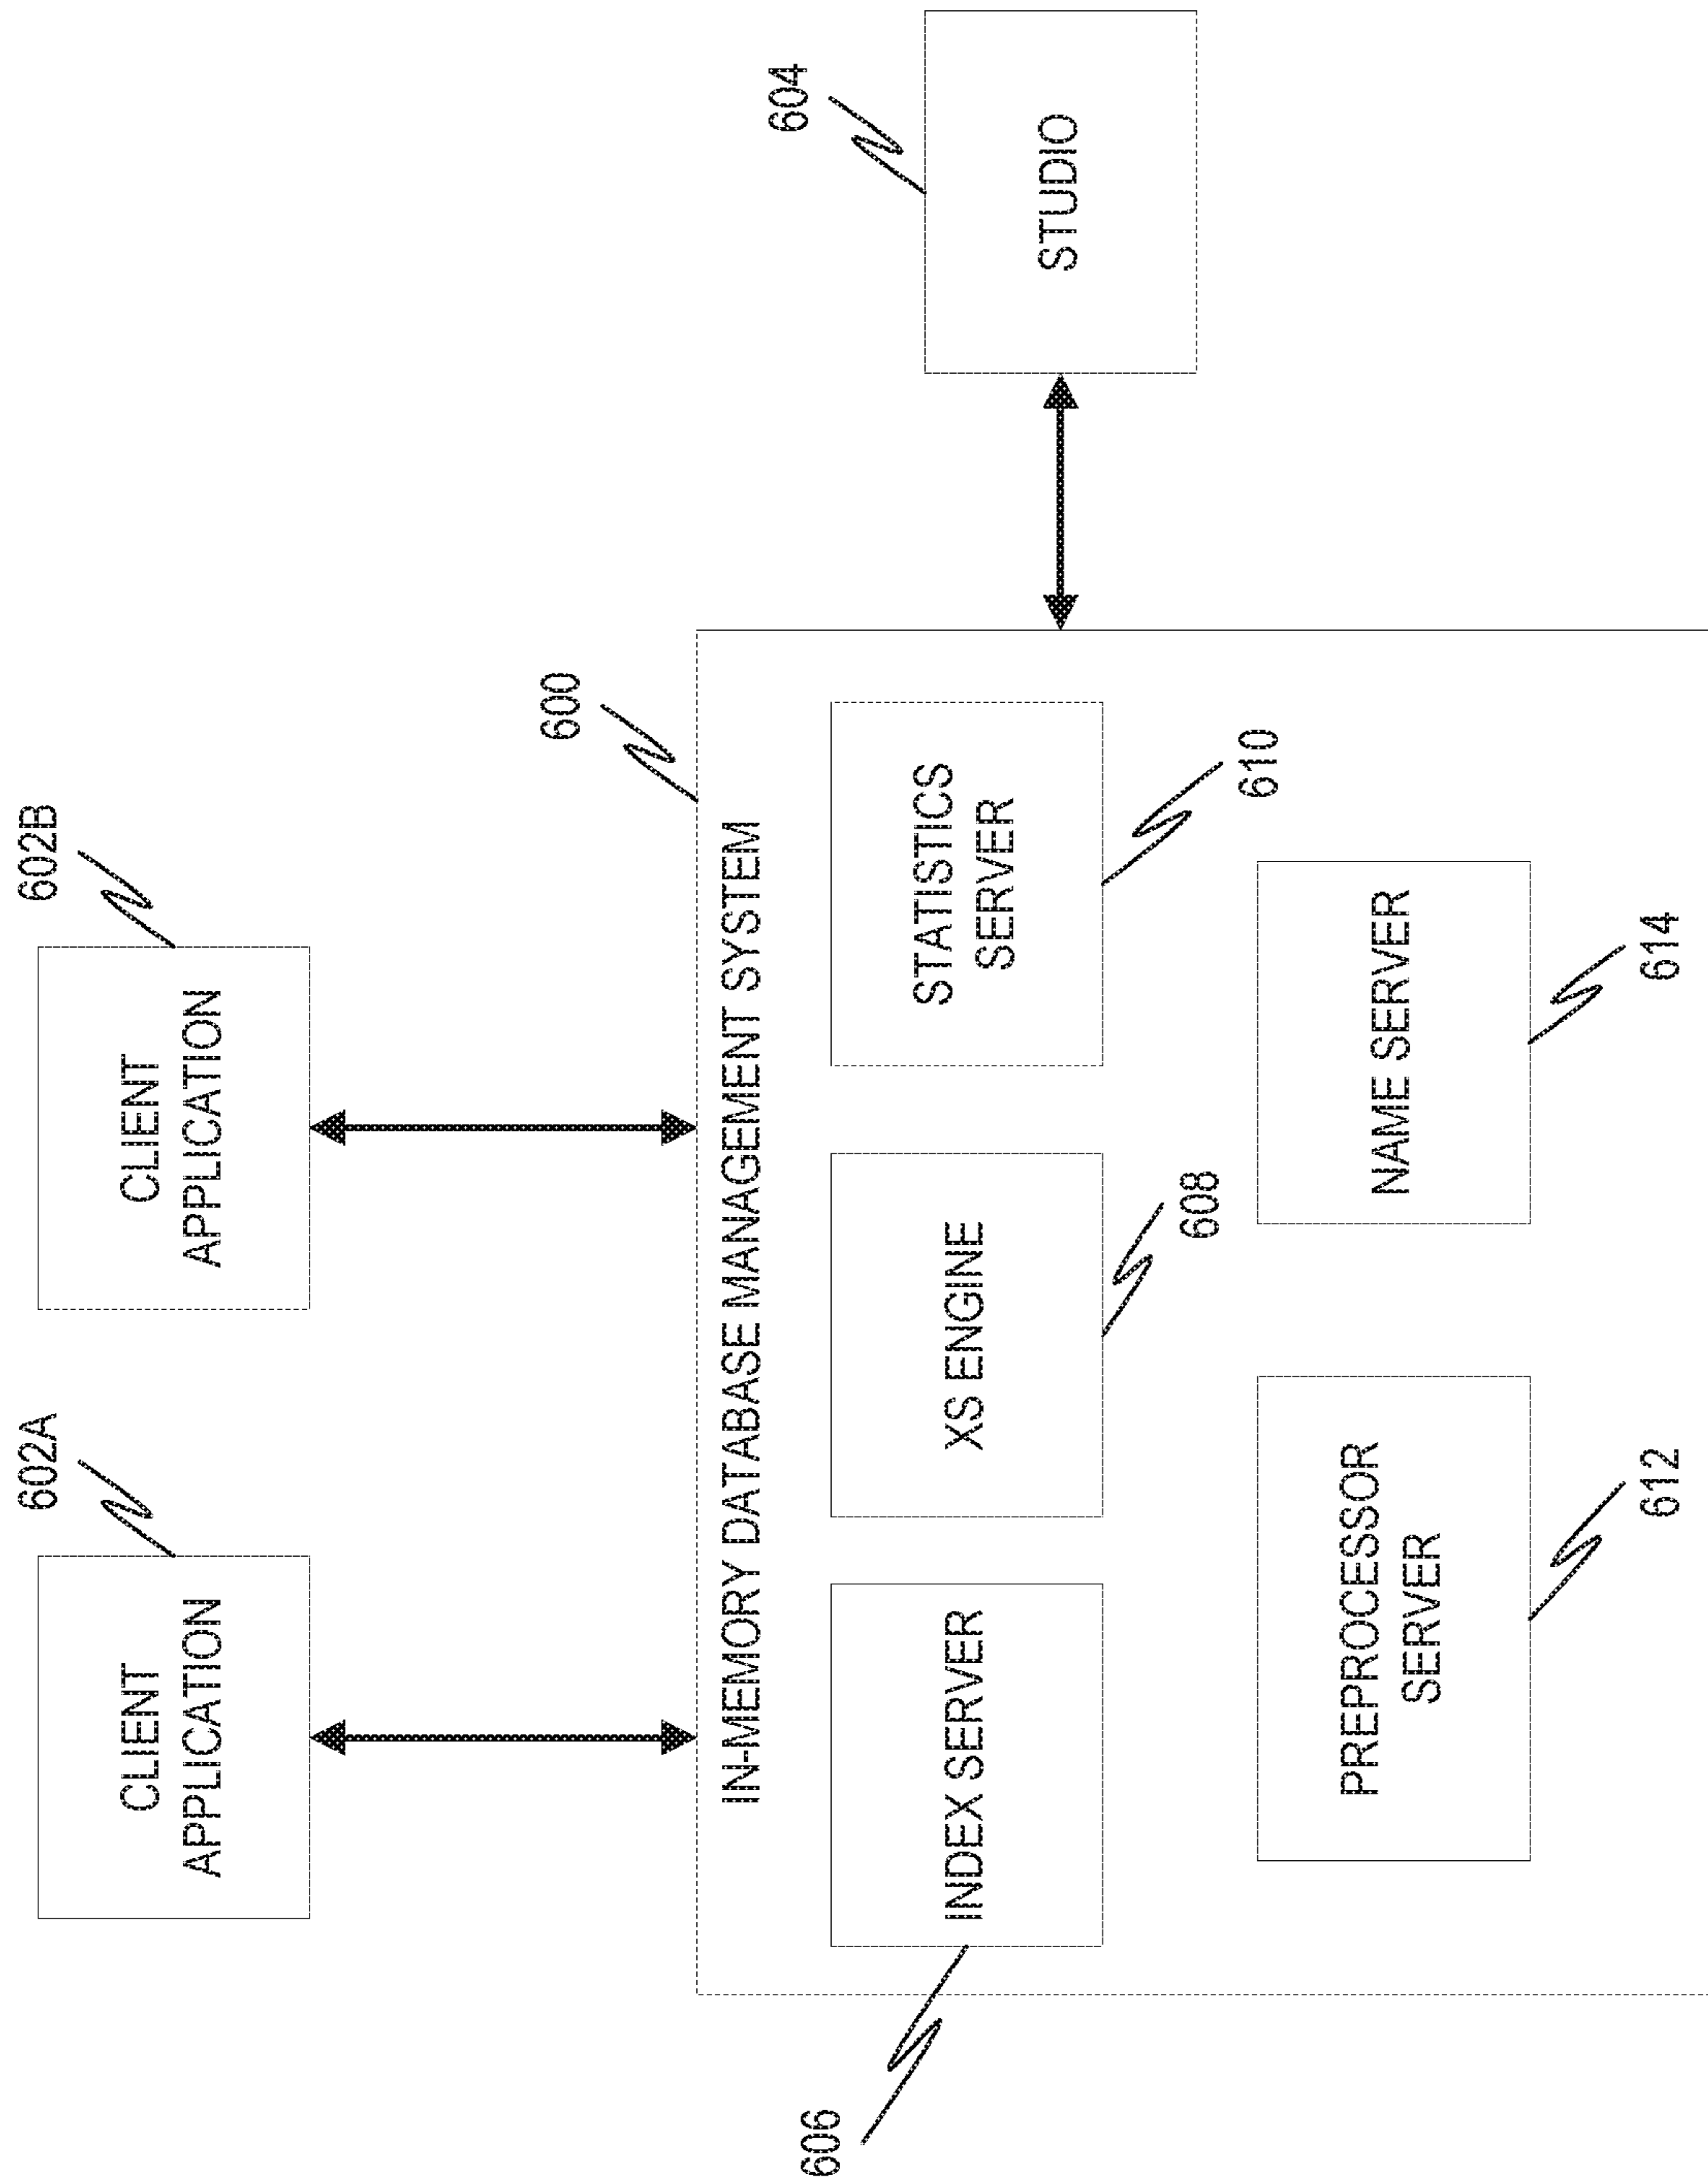 602A
602B
CLIENT
APPLICATION
CLIENT
APPLICATION
600
604
IN-MEMORY DATABASE MANAGEMENT SYSTEM
STUDIO
606
INDEX SERVER
XS ENGINE
STATISTICS
SERVER
608
610
PREPROCESSOR
SERVER
NAME SERVER
612
614